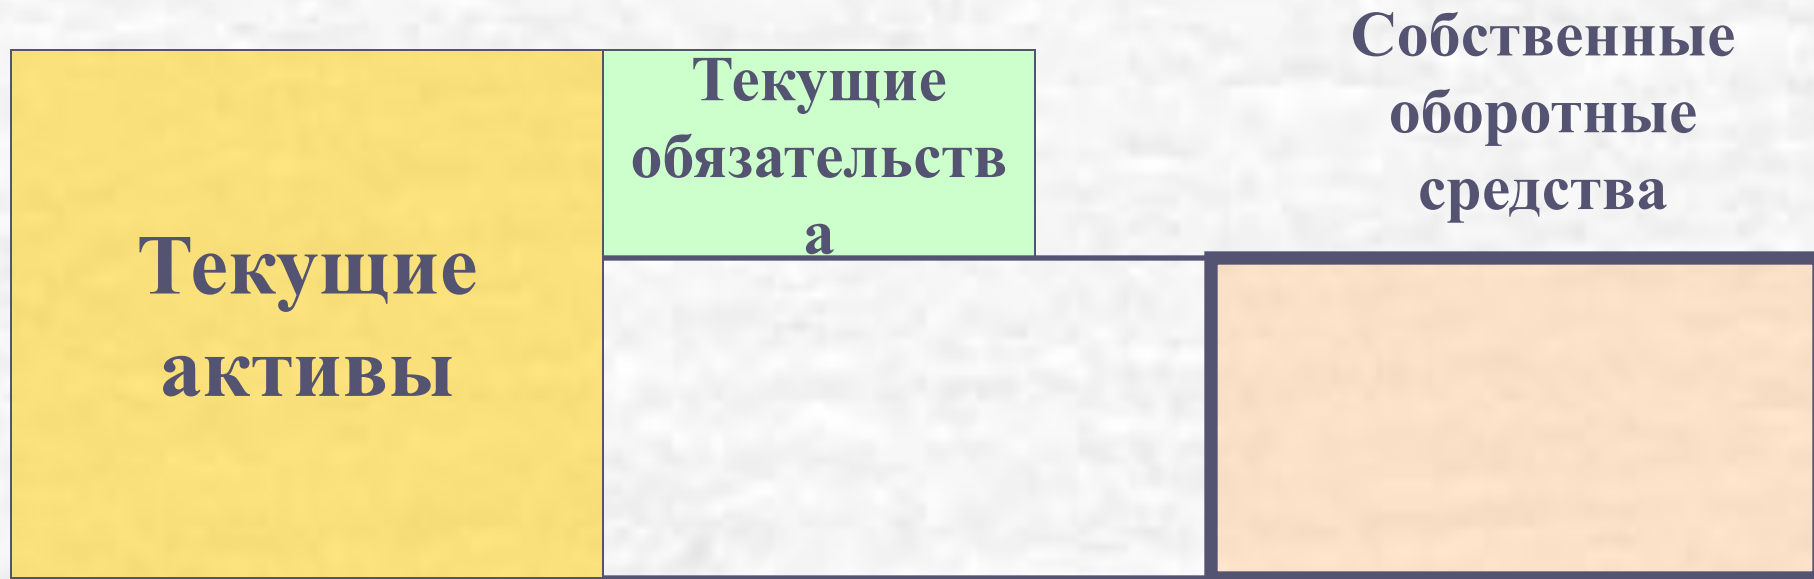 Текущие
активы
Текущие
обязательств
а
Собственные
оборотные
средства